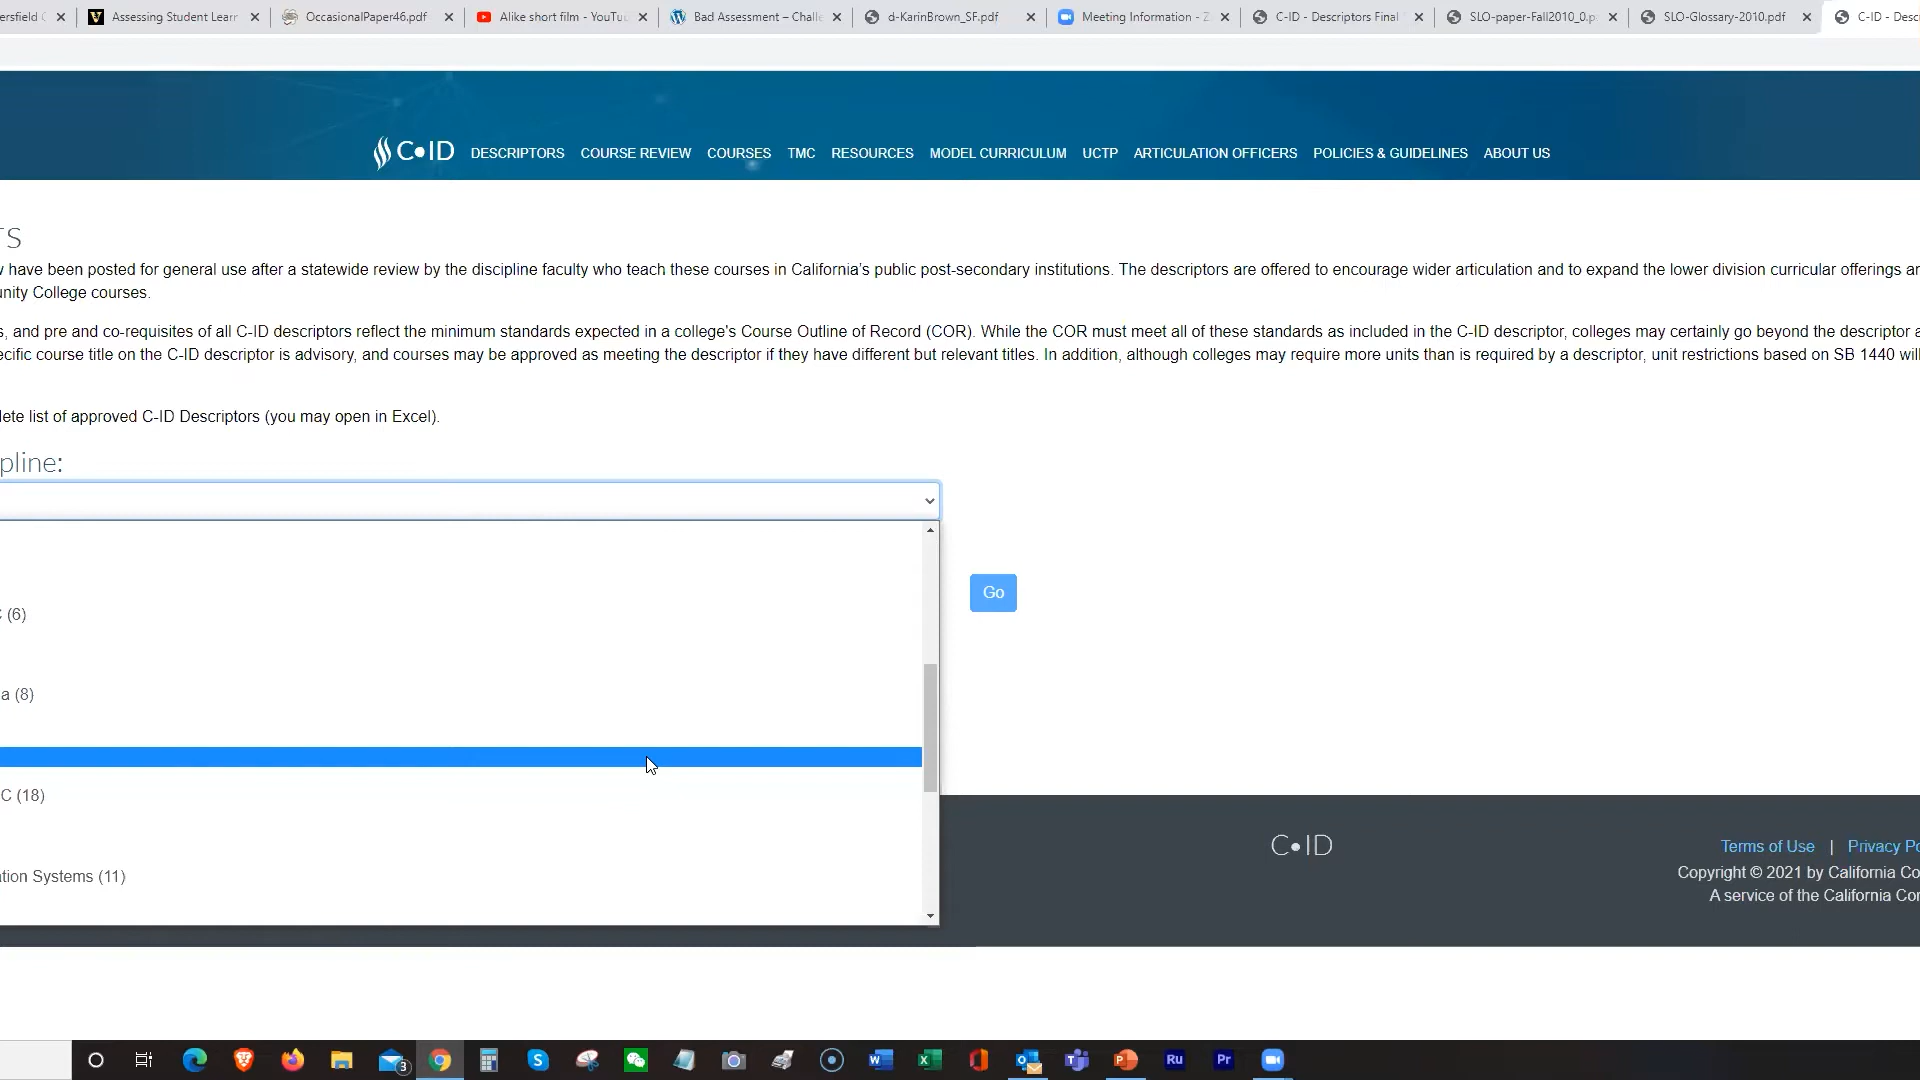 ersfield C
Assessing Student Learn
OccasionalPaper46.pdf
Alike short film - YouTu
Bad Assessment – Challe
d-KarinBrown_SF.pdf
Meeting Information - Z
C-ID - Descriptors Final
SLO-paper-Fall2010_0.p
SLO-Glossary-2010.pdf
C-ID - Desc
C•ID DESCRIPTORS COURSE REVIEW COURSES TMC RESOURCES MODEL CURRICULUM UCTP ARTICULATION OFFICERS POLICIES & GUIDELINES ABOUT US
TS
have been posted for general use after a statewide review by the discipline faculty who teach these courses in California's public post-secondary institutions. The descriptors are offered to encourage wider articulation and to expand the lower division curricular offerings ar
unity College courses.
s, and pre and co-requisites of all C-ID descriptors reflect the minimum standards expected in a college's Course Outline of Record (COR). While the COR must meet all of these standards as included in the C-ID descriptor, colleges may certainly go beyond the descriptor a
ecific course title on the C-ID descriptor is advisory, and courses may be approved as meeting the descriptor if they have different but relevant titles. In addition, although colleges may require more units than is required by a descriptor, unit restrictions based on SB 1440 wil
lete list of approved C-ID Descriptors (you may open in Excel).
pline:
(6)
Go
a (8)
C (18)
ation Systems (11)
C•ID
Terms of Use | Privacy Po
Copyright © 2021 by California Co
A service of the California Cor
3
Ru
Pr